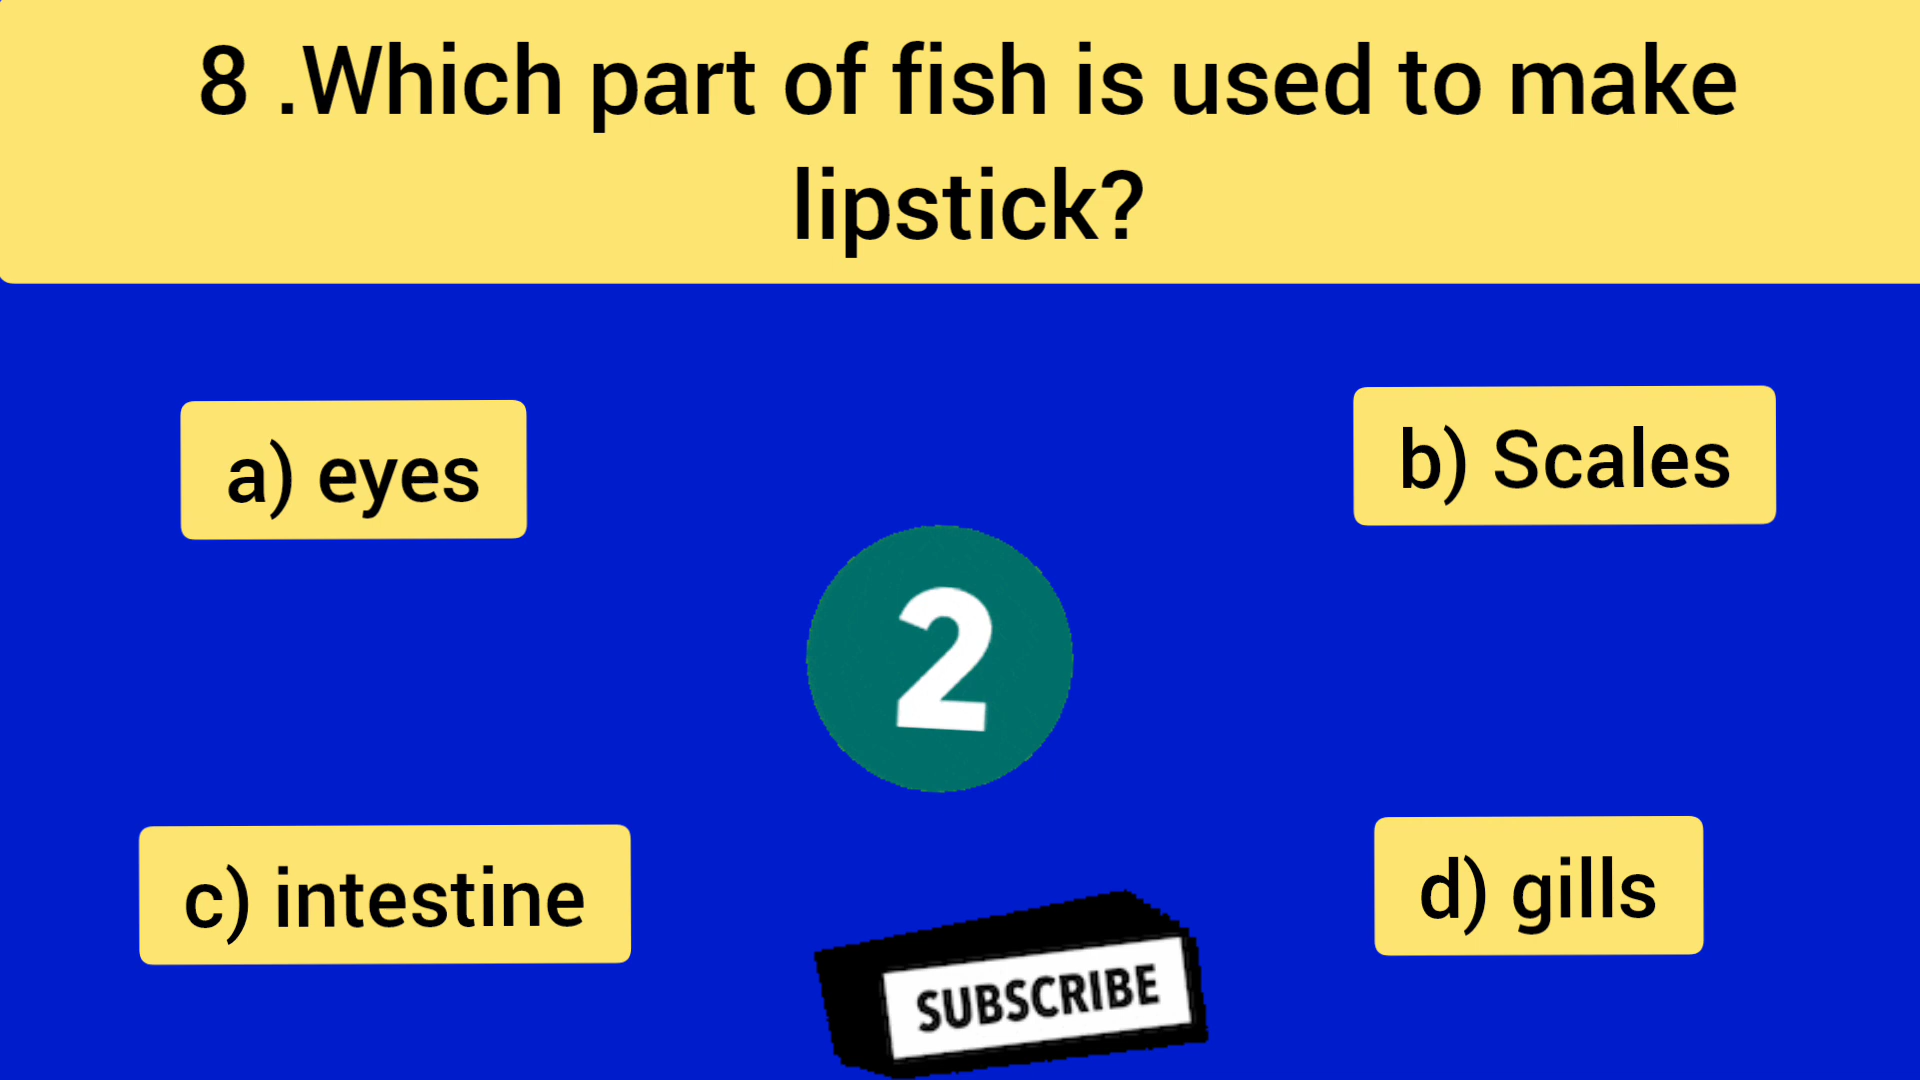 8 .Which part of fish is used to make
lipstick?
a) eyes
b) Scales
2
c) intestine
d) gills
SUBSCRIBE